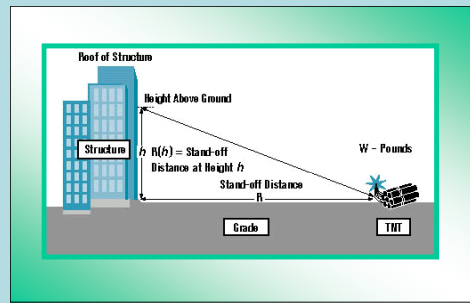 Roof of Structure
Height Above Ground
Structure
h R(h) = Stand-off
Distance at Height h
W - Pounds
Stand-off Distance
R
Grade
TNT